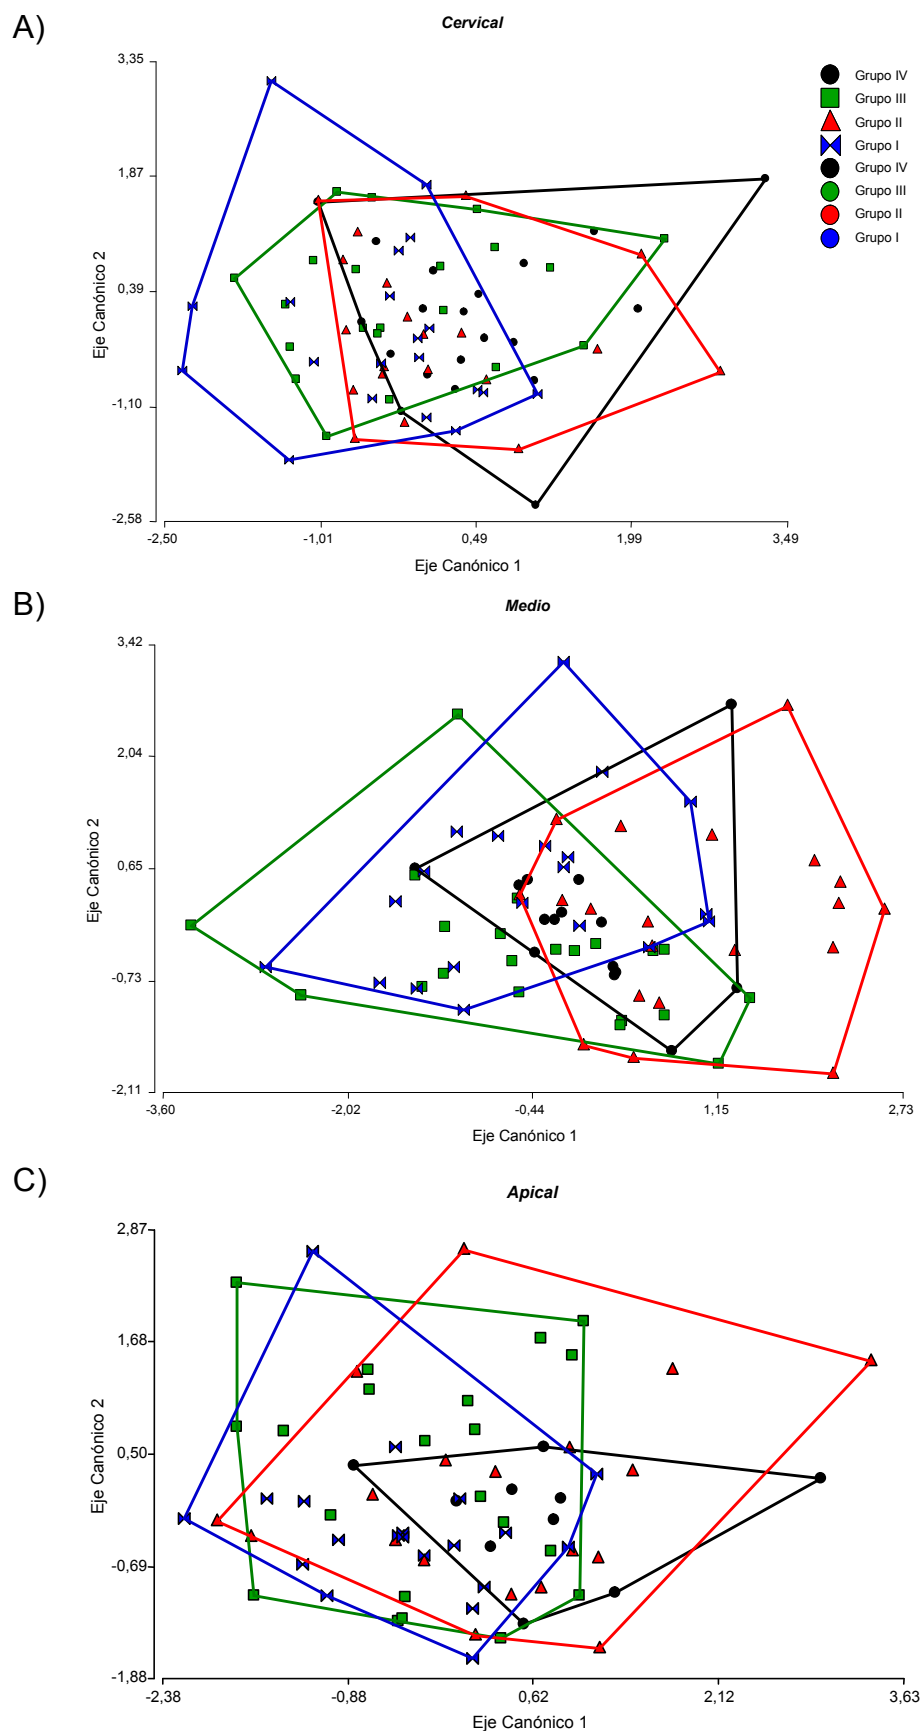 A)
Cervical
3,35
1,87
0,39
-1,10
-2,58
Eje Canónico 2
-2,50 -1,01 0,49 1,99 3,49
Eje Canónico 1
Grupo IV
Grupo III
Grupo II
Grupo I
Grupo IV
Grupo III
Grupo II
Grupo I
B)
Medio
3,42
2,04
0,65
-0,73
-2,11
Eje Canónico 2
-3,60 -2,02 -0,44 1,15 2,73
Eje Canónico 1
C)
Apical
2,87
1,68
0,50
-0,69
-1,88
Eje Canónico 2
-2,38 -0,88 0,62 2,12 3,63
Eje Canónico 1